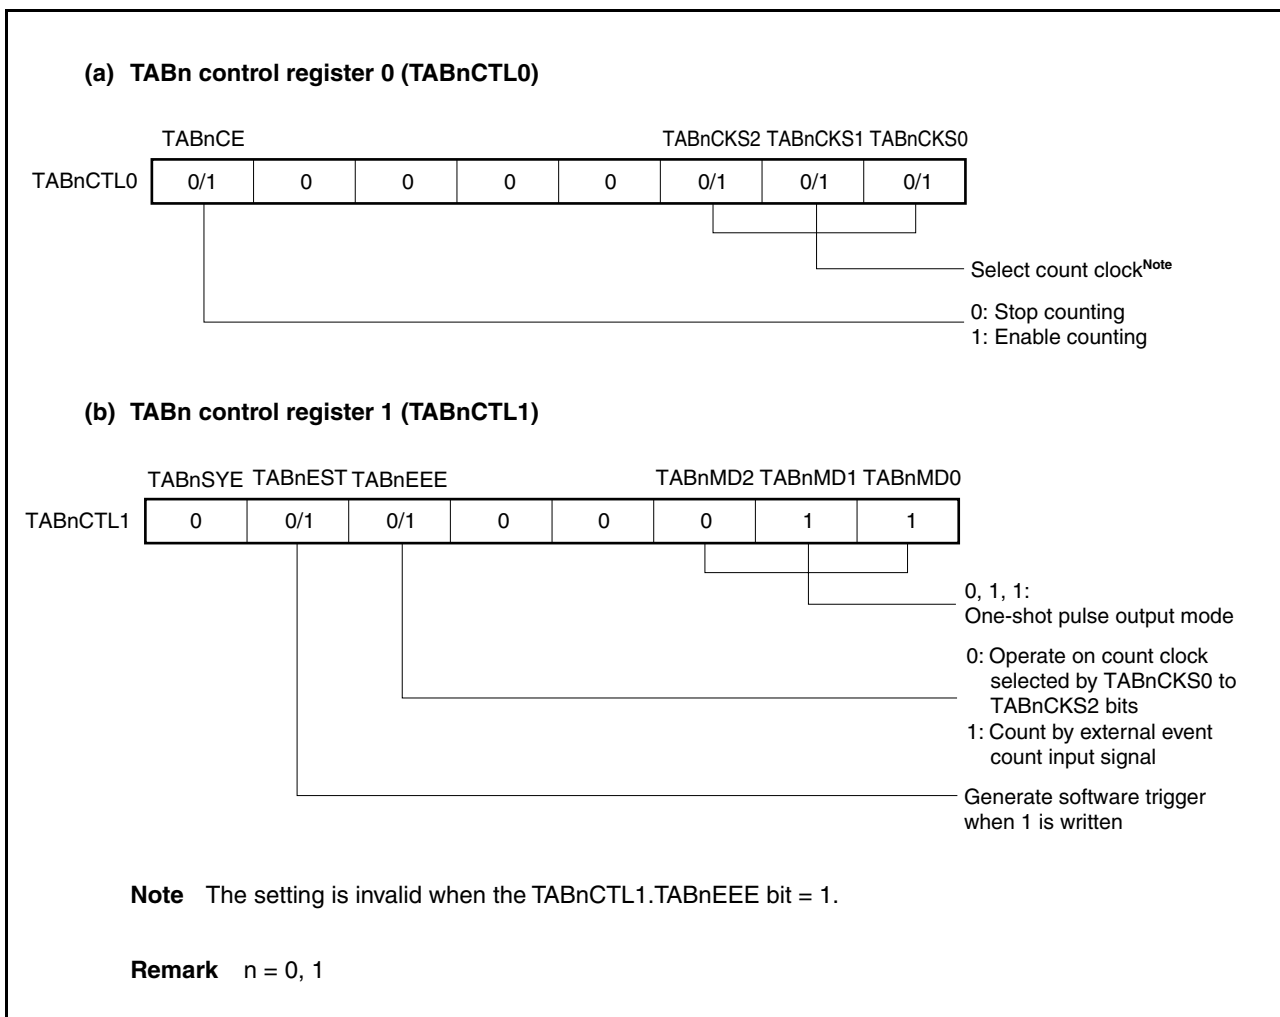 (a) TABn control register 0 (TABnCTL0)
TABnCE TABnCKS2 TABnCKS1 TABnCKS0
TABnCTL0 0/1 0 0 0 0 0/1 0/1 0/1
Select count clockNote
0: Stop counting
1: Enable counting
(b) TABn control register 1 (TABnCTL1)
TABnSYE TABnEST TABnEEE TABnMD2 TABnMD1 TABnMD0
TABnCTL1 0 0/1 0/1 0 0 0 1 1
0, 1, 1:
One-shot pulse output mode
0: Operate on count clock
selected by TABnCKS0 to
TABnCKS2 bits
1: Count by external event
count input signal
Generate software trigger
when 1 is written
Note The setting is invalid when the TABnCTL1.TABnEEE bit = 1.
Remark n = 0, 1